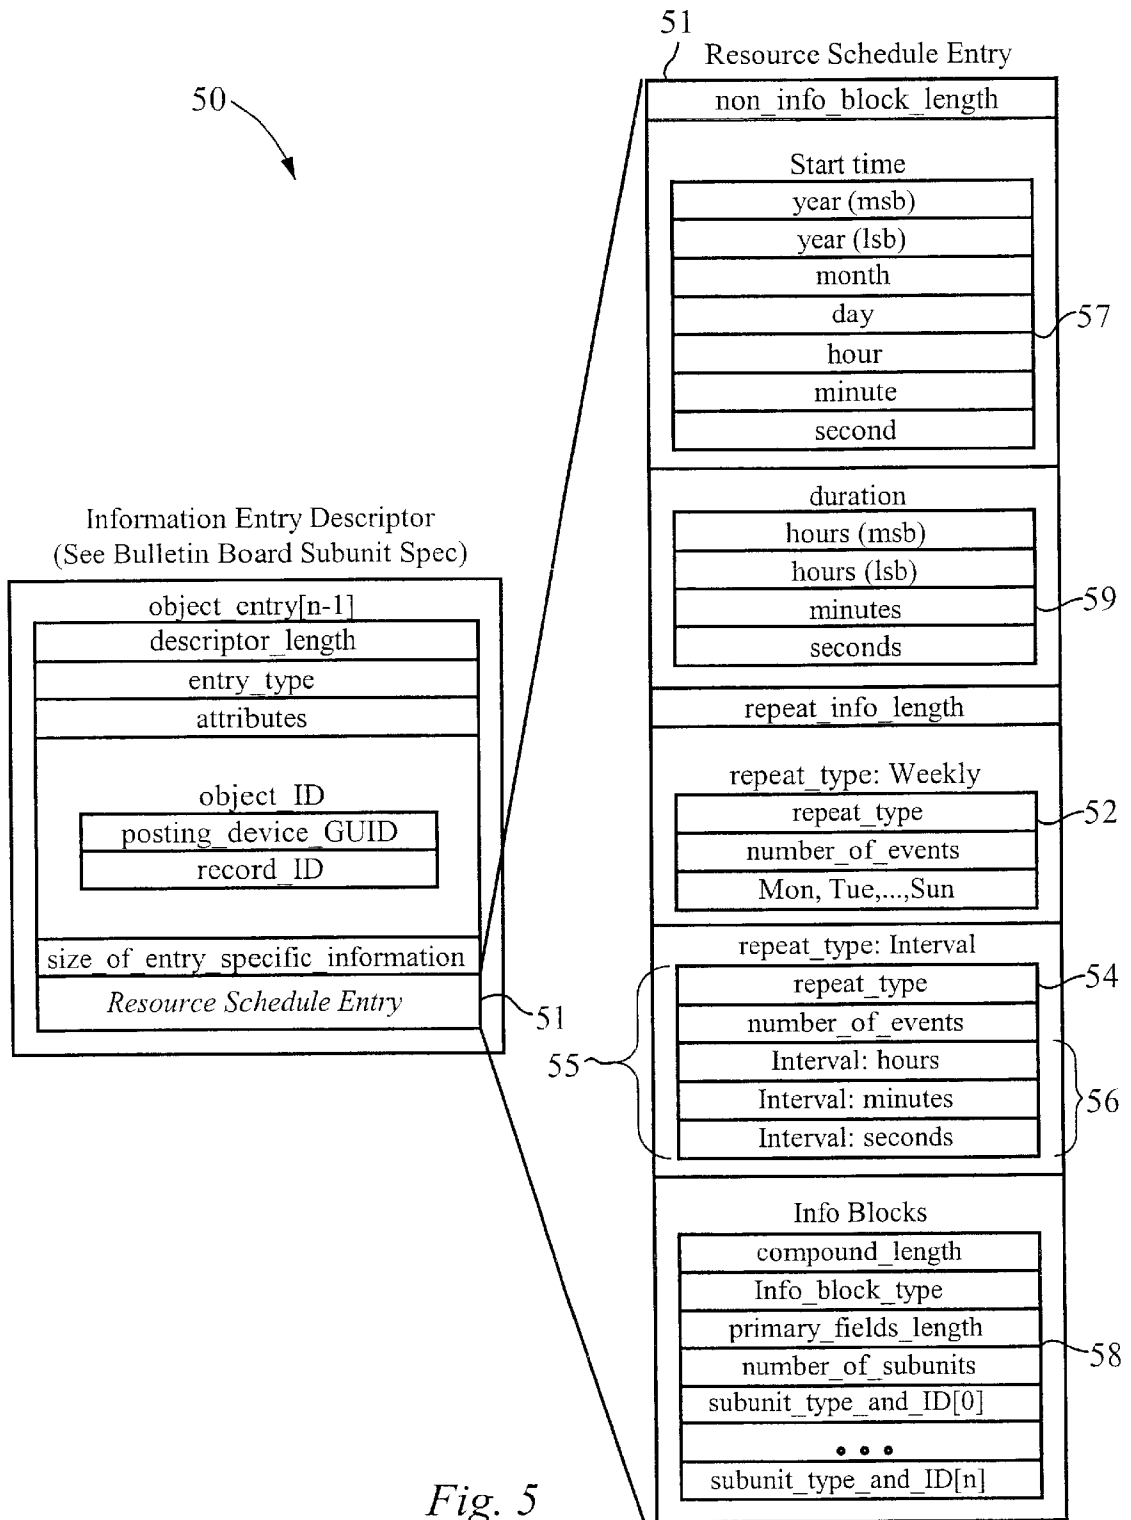 50
Information Entry Descriptor
(See Bulletin Board Subunit Spec)
object_entry[n-1]
descriptor_length
entry_type
attributes
object_ID
posting_device_GUID
record_ID
size_of_entry_specific_information
Resource Schedule Entry
51
51
Resource Schedule Entry
non_info_block_length
Start time
year (msb)
year (lsb)
month
day
57
hour
minute
second
duration
hours (msb)
hours (lsb)
minutes
59
seconds
repeat_info_length
repeat_type: Weekly
repeat_type
52
number_of_events
Mon, Tue,...,Sun
repeat_type: Interval
repeat_type
54
number_of_events
55
Interval: hours
Interval: minutes
56
Interval: seconds
Info Blocks
compound_length
Info_block_type
primary_fields_length
58
number_of_subunits
subunit_type_and_ID[0]
• • •
subunit_type_and_ID[n]
Fig. 5